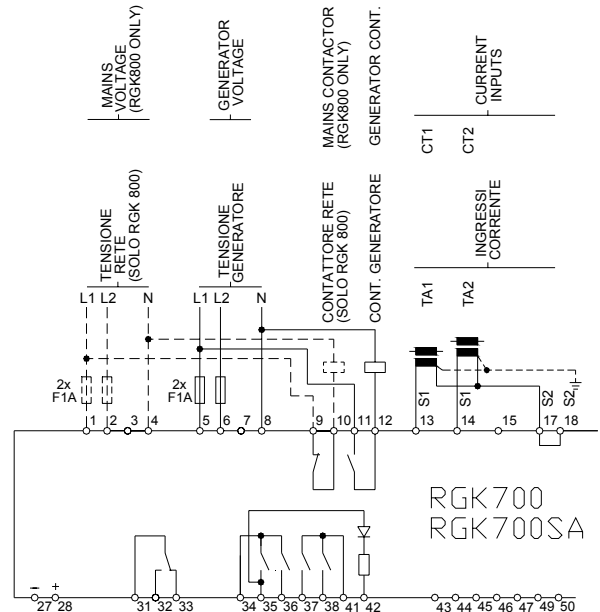 MAINS
VOLTAGE
(RGK800 ONLY)
GENERATOR
VOLTAGE
MAINS CONTACTOR
(RGK800 ONLY)
GENERATOR CONT.
CURRENT
INPUTS
CT1
CT2
TENSIONE
RETE
(SOLO RGK 800)
TENSIONE
GENERATORE
CONTATTORE RETE
(SOLO RGK 800)
CONT. GENERATORE
INGRESSI
CORRENTE
TA1
TA2
L1 L2 N
L1 L2 N
2x
F1A
2x
F1A
S1
S1
S2
S2
1 2 3 4 5 6 7 8 9 10 11 12 13 14 15 17 18
RGK700
RGK700SA
- +
27 28 31 32 33 34 35 36 37 38 41 42 43 44 45 46 47 49 50